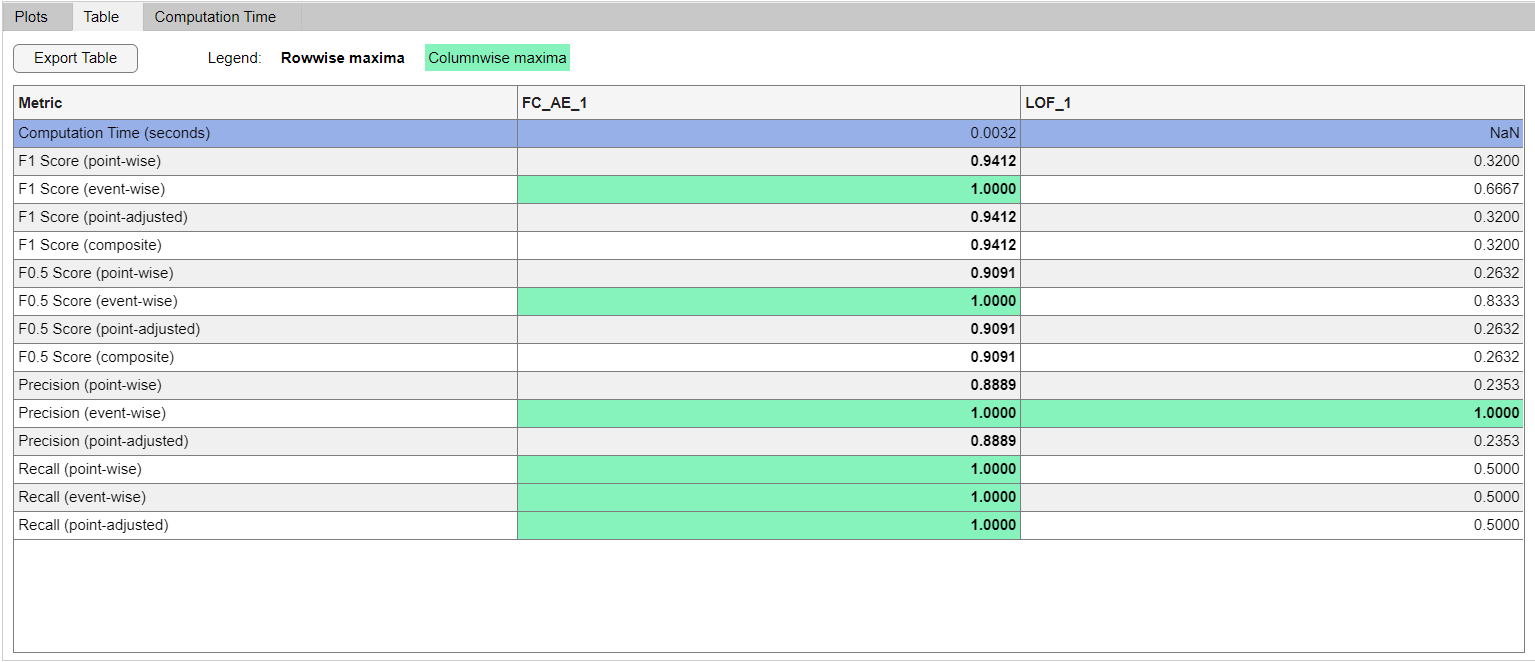 Plots Table Computation Time
Export Table Legend: Rowwise maxima Columnwise maxima
Metric FC_AE_1 LOF_1
Computation Time (seconds) 0.0032 NaN
F1 Score (point-wise) 0.9412 0.3200
F1 Score (event-wise) 1.0000 0.6667
F1 Score (point-adjusted) 0.9412 0.3200
F1 Score (composite) 0.9412 0.3200
F0.5 Score (point-wise) 0.9091 0.2632
F0.5 Score (event-wise) 1.0000 0.8333
F0.5 Score (point-adjusted) 0.9091 0.2632
F0.5 Score (composite) 0.9091 0.2632
Precision (point-wise) 0.8889 0.2353
Precision (event-wise) 1.0000 1.0000
Precision (point-adjusted) 0.8889 0.2353
Recall (point-wise) 1.0000 0.5000
Recall (event-wise) 1.0000 0.5000
Recall (point-adjusted) 1.0000 0.5000